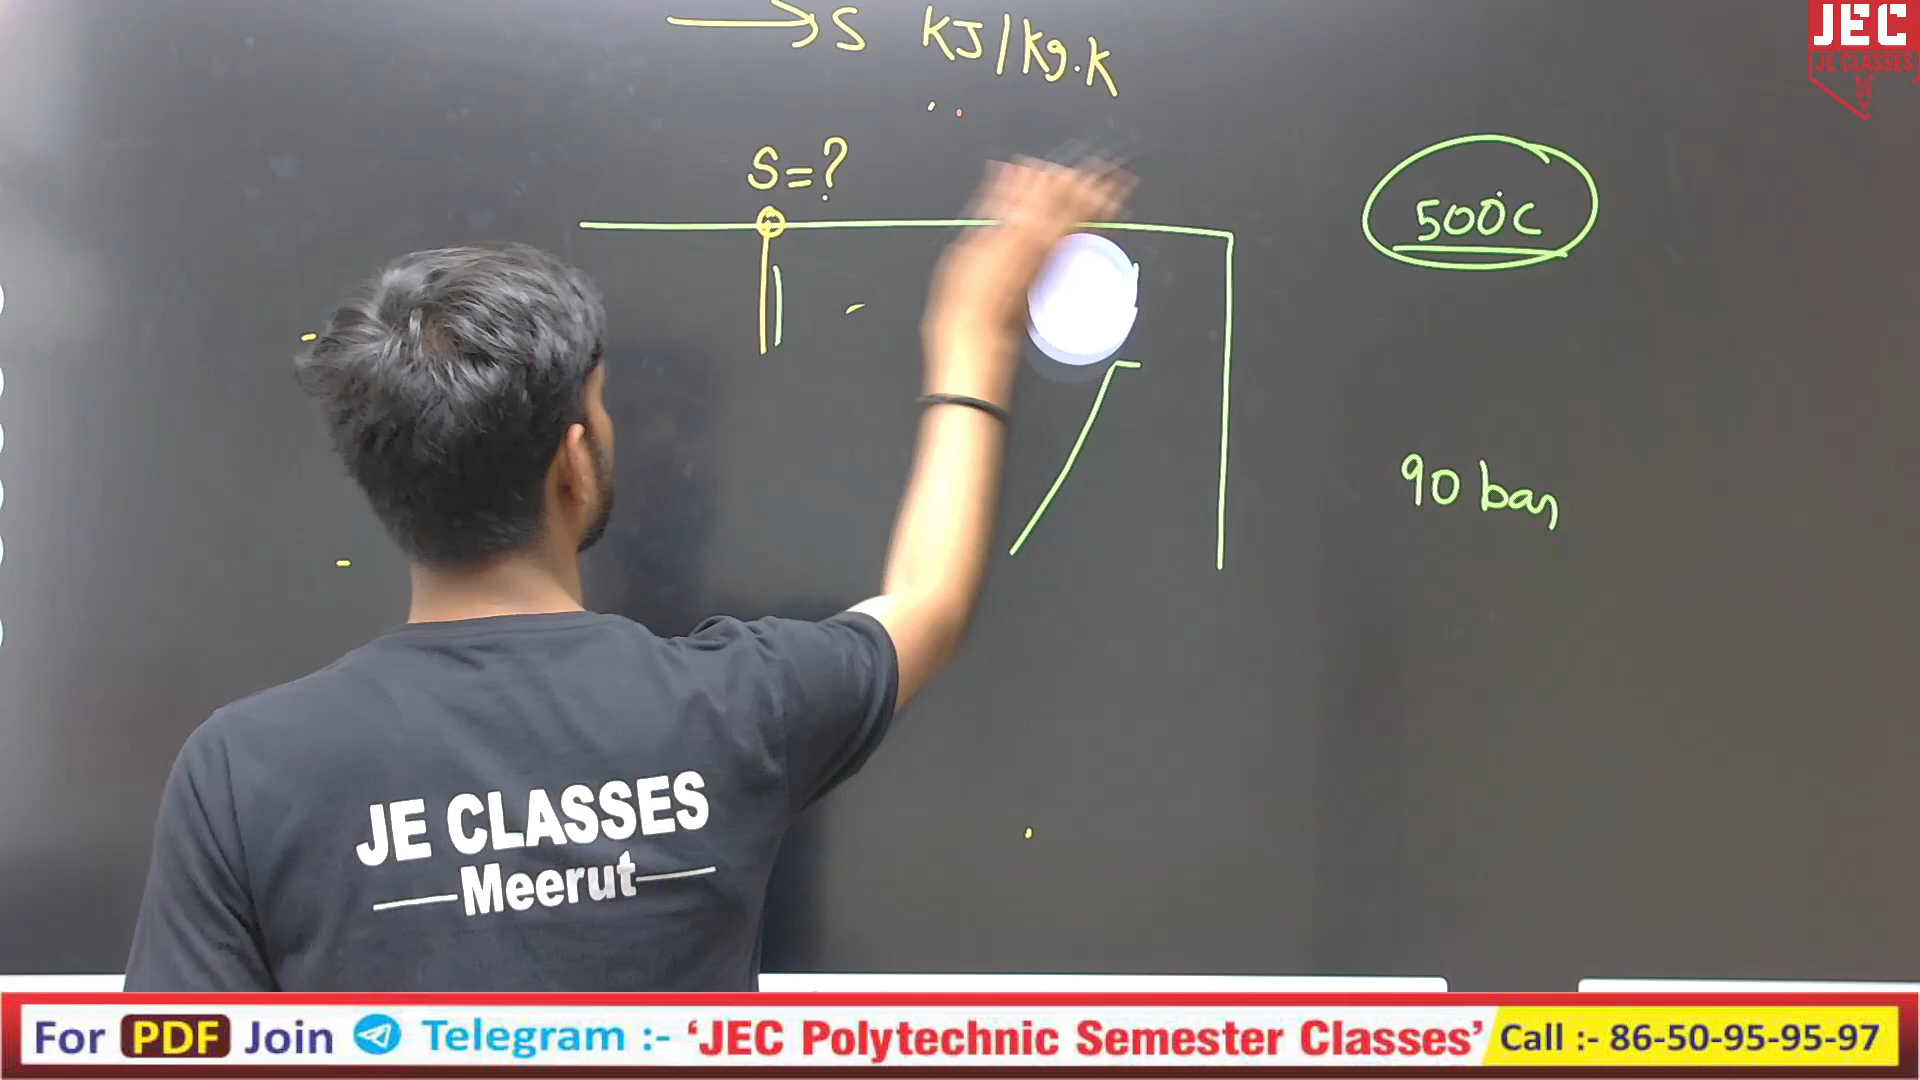 S KJ/Kg.K
JEC
JE CLASSES
S=?
500°C
90 bar
JE CLASSES
Meerut
For PDF Join Telegram :- 'JEC Polytechnic Semester Classes' Call :- 86-50-95-95-97